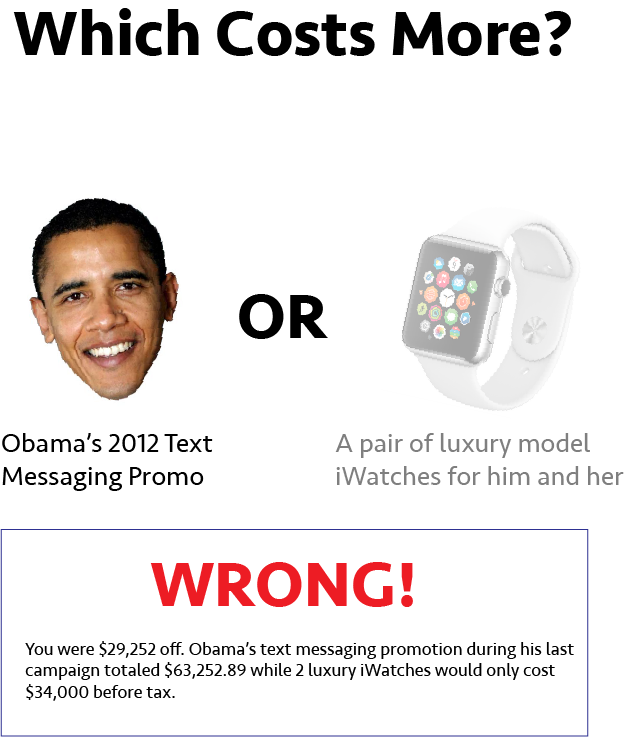 Which Costs More?
OR
Obama's 2012 Text
Messaging Promo
A pair of luxury model
iWatches for him and her
WRONG!
You were $29,252 off. Obama's text messaging promotion during his last
campaign totaled $63,252.89 while 2 luxury iWatches would only cost
$34,000 before tax.